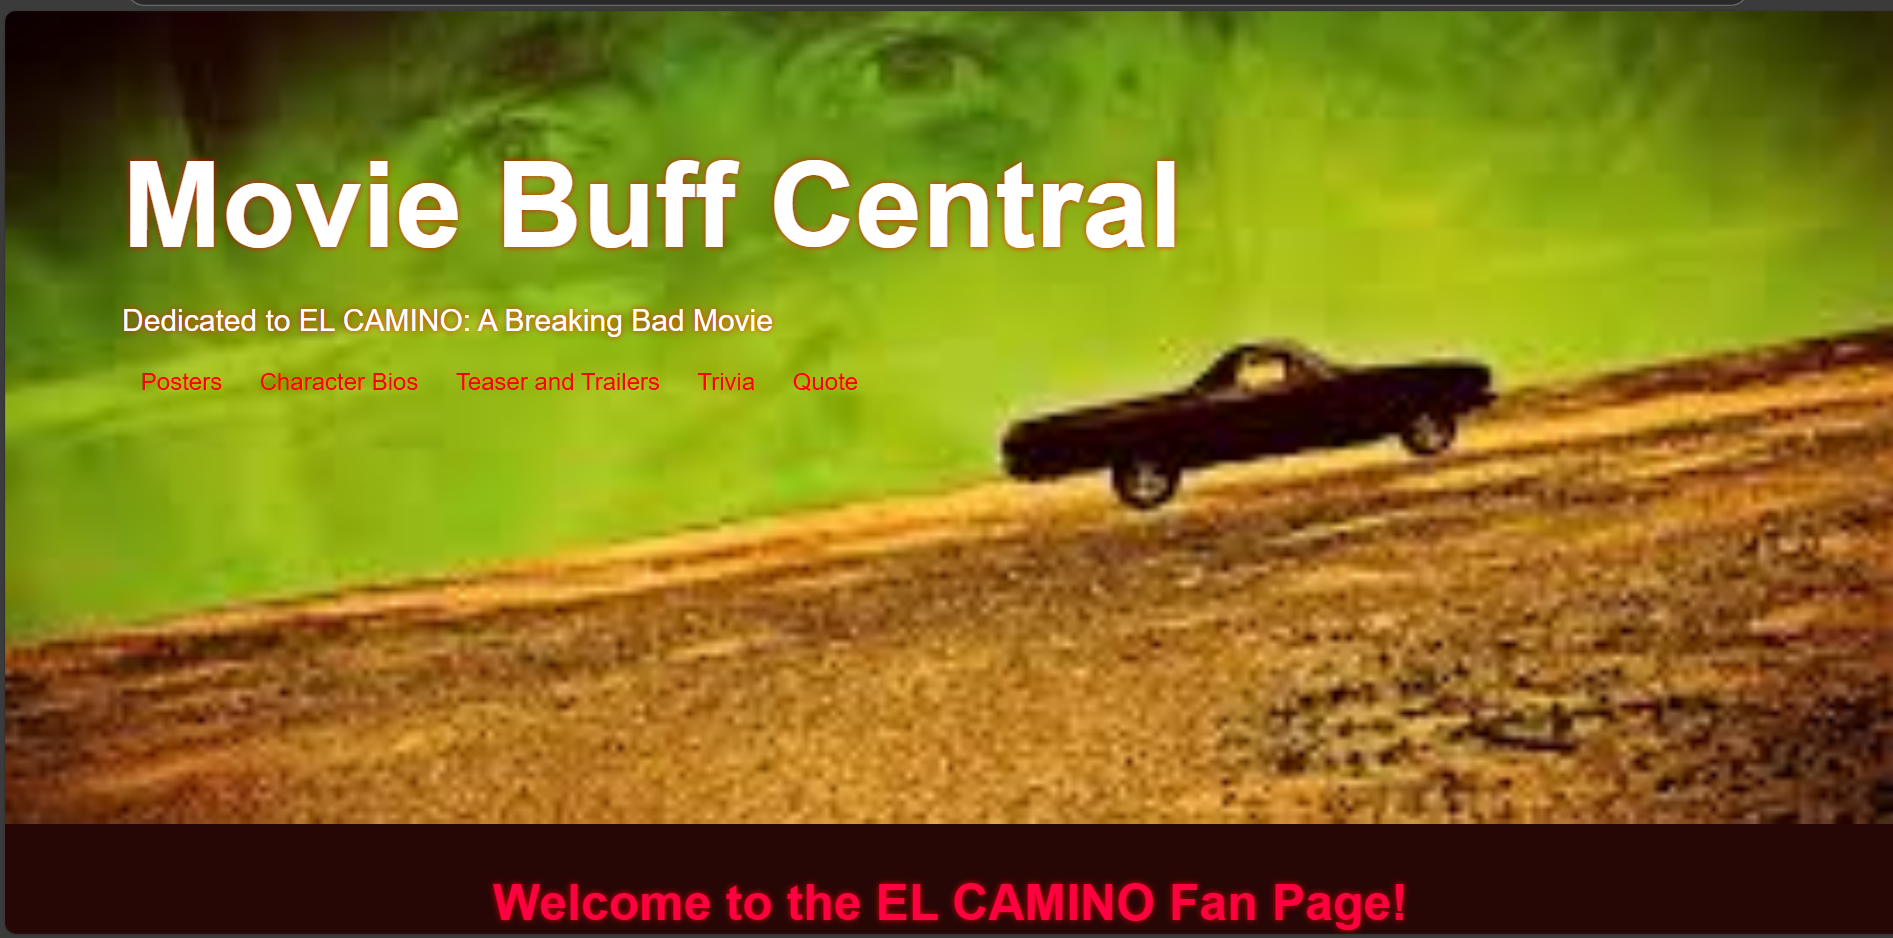 Movie Buff Central
Dedicated to EL CAMINO: A Breaking Bad Movie
Posters Character Bios Teaser and Trailers Trivia Quote
Welcome to the EL CAMINO Fan Page!